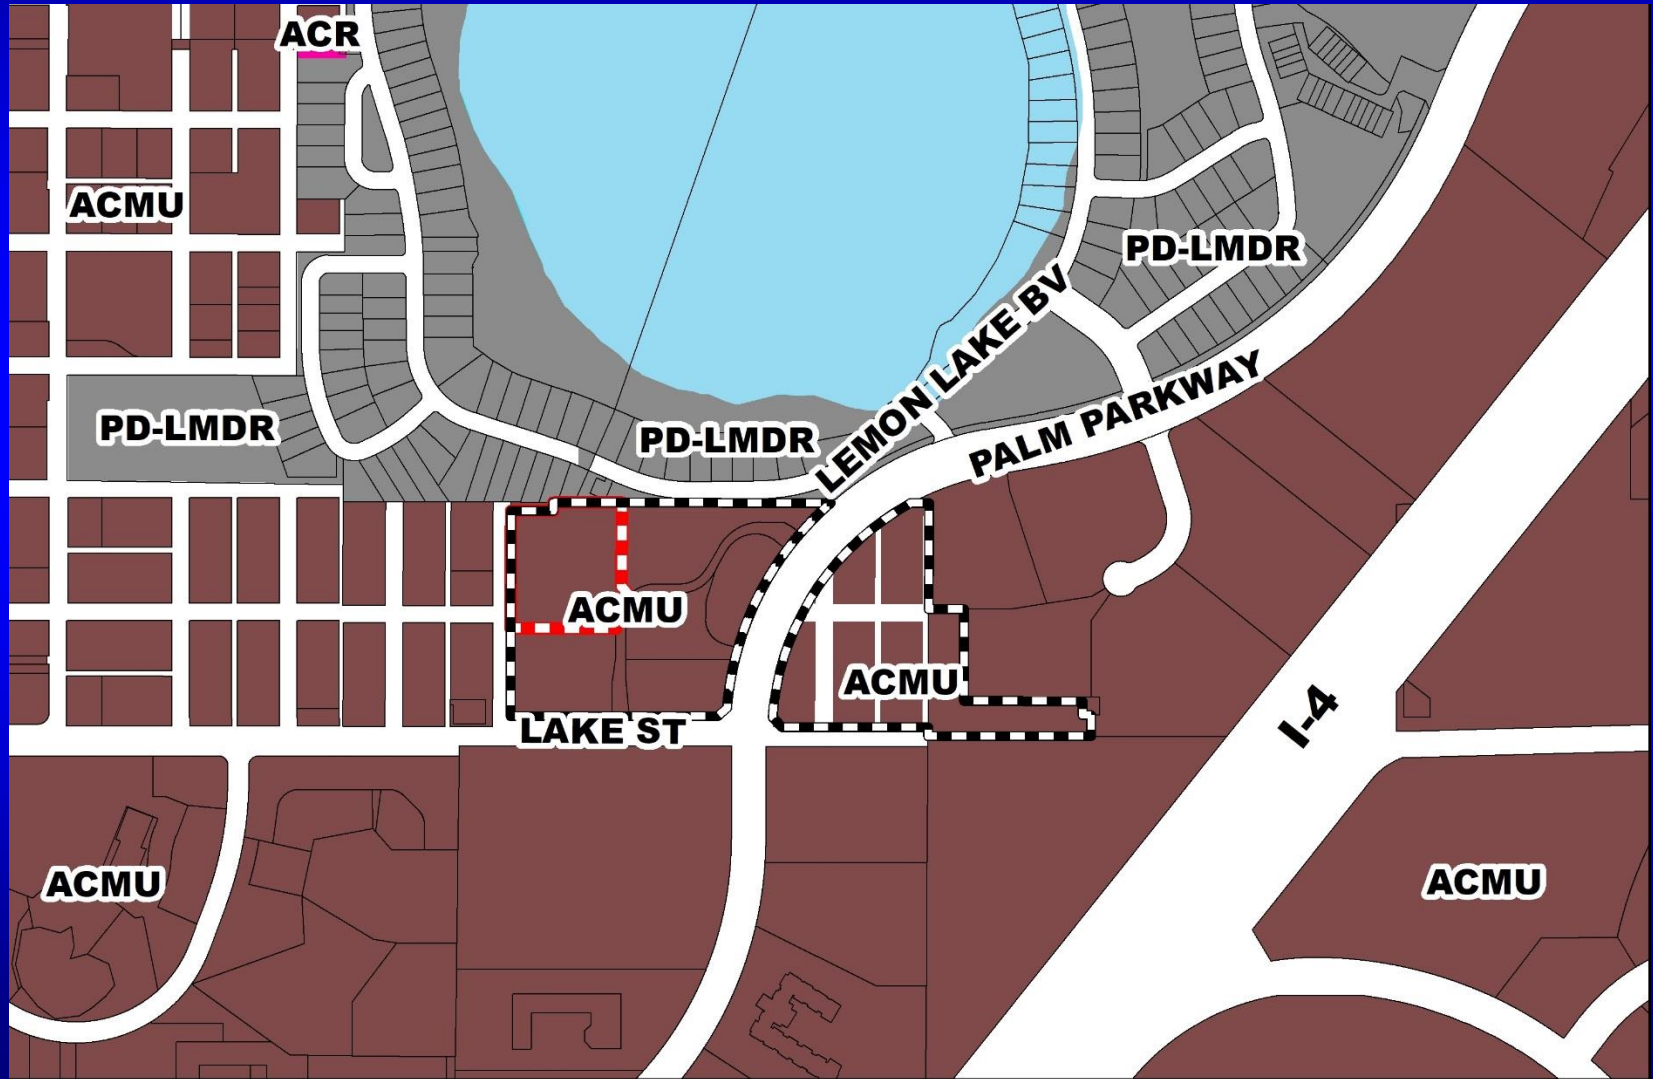 ACR
ACMU
PD-LMDR
LEMON LAKE BV
PALM PARKWAY
PD-LMDR
PD-LMDR
ACMU
ACMU
LAKE ST
I-4
ACMU
ACMU